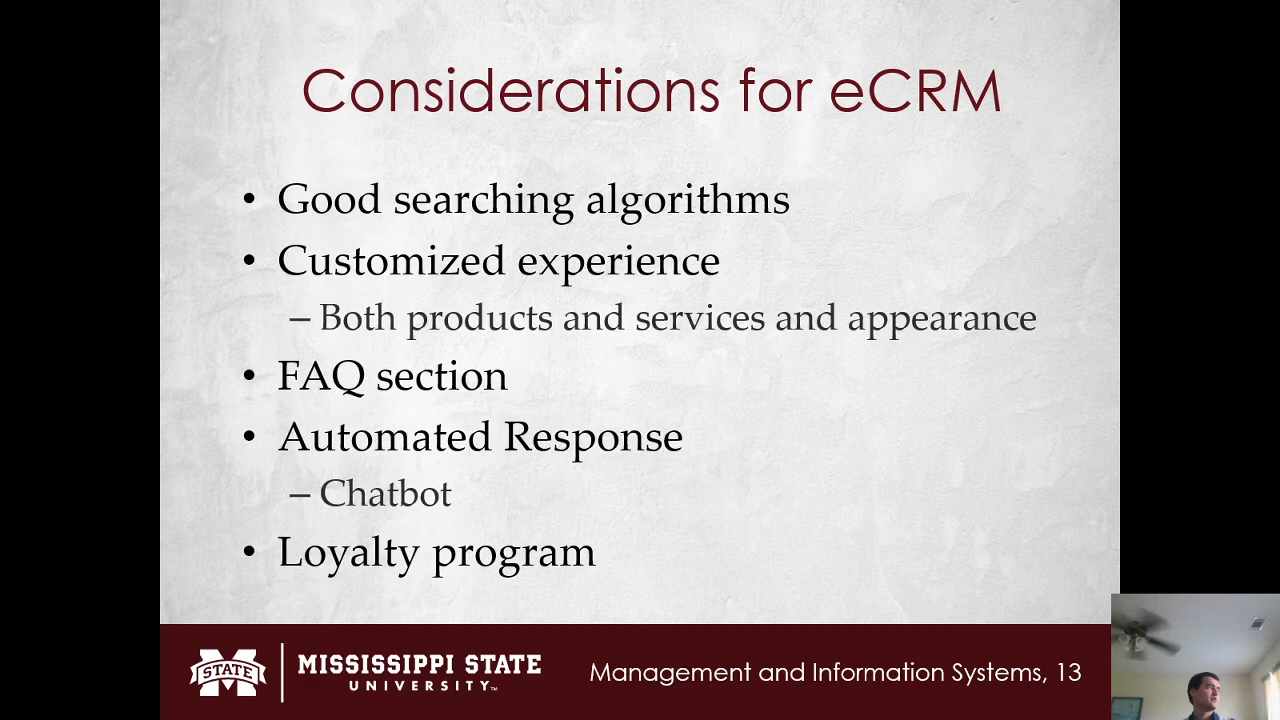 Considerations for eCRM
• Good searching algorithms
• Customized experience
– Both products and services and appearance
• FAQ section
• Automated Response
– Chatbot
• Loyalty program
STATE
MISSISSIPPI STATE
UNIVERSITY™
Management and Information Systems, 13